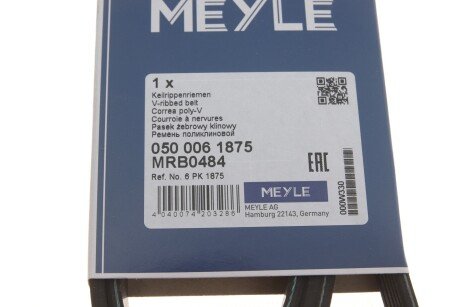 MEYLE
1 x
Keilrippenriemen
V-ribbed belt
Correa poly-V
Courroie à nervures
Pasek żebrowy klinowy
Ремень поликлиновой
050 006 1875
MRB0484
Ref. No. 6 PK 1875
EAC
MEYLE
MEYLE AG
Hamburg 22143, Germany
4 040074 203286
000W330